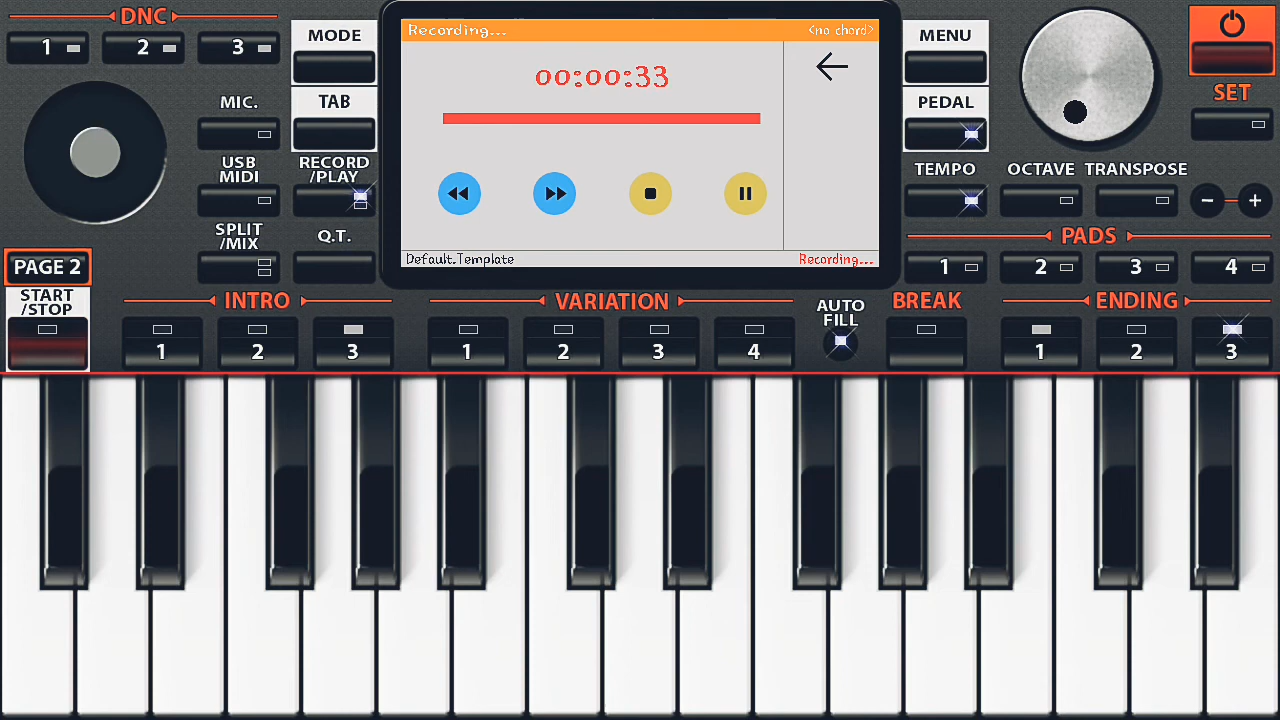 DNC
1
2
3
MODE
TAB
MIC.
USB
MIDI
RECORD
/PLAY
SPLIT
/MIX
Q.T.
PAGE 2
START
/STOP
Recording...
<no chord>
00:00:33
Default.Template
Recording...
MENU
PEDAL
TEMPO
SET
OCTAVE
TRANSPOSE
− +
PADS
1
2
3
4
INTRO
1
2
3
VARIATION
1
2
3
4
AUTO
FILL
BREAK
ENDING
1
2
3